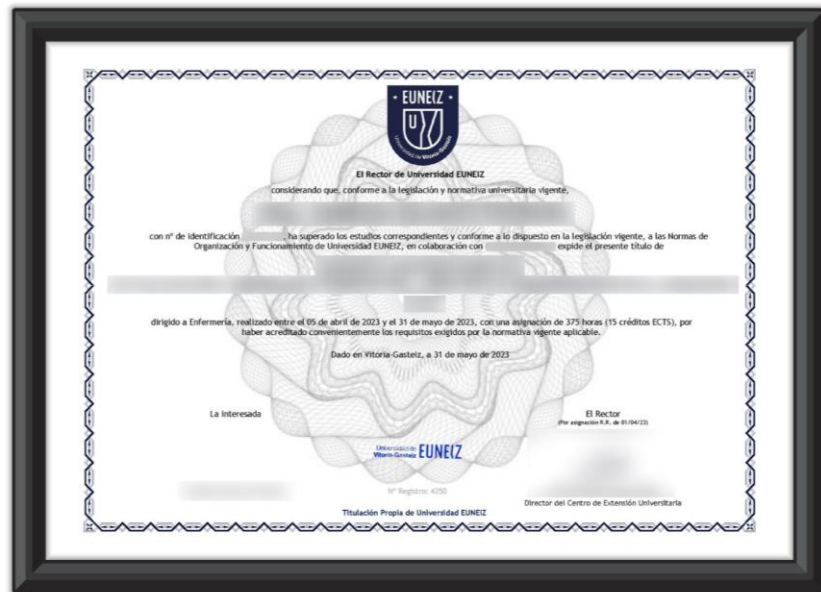 EUNEIZ
Universidad de Vitoria-Gasteiz
El Rector de Universidad EUNEIZ
considerando que, conforme a la legislación y normativa universitaria vigente,
con nº de identificación , ha superado los estudios correspondientes y conforme a lo dispuesto en la legislación vigente, a las Normas de
Organización y Funcionamiento de Universidad EUNEIZ, en colaboración con expide el presente título de
dirigido a Enfermería, realizado entre el 05 de abril de 2023 y el 31 de mayo de 2023, con una asignación de 375 horas (15 créditos ECTS), por
haber acreditado convenientemente los requisitos exigidos por la normativa vigente aplicable.
Dado en Vitoria-Gasteiz, a 31 de mayo de 2023
La Interesada
El Rector
(Por asignación R.R. de 01/04/23)
Universidad de
Vitoria-Gasteiz EUNEIZ
Nº Registro: 4250
Director del Centro de Extensión Universitaria
Titulación Propia de Universidad EUNEIZ